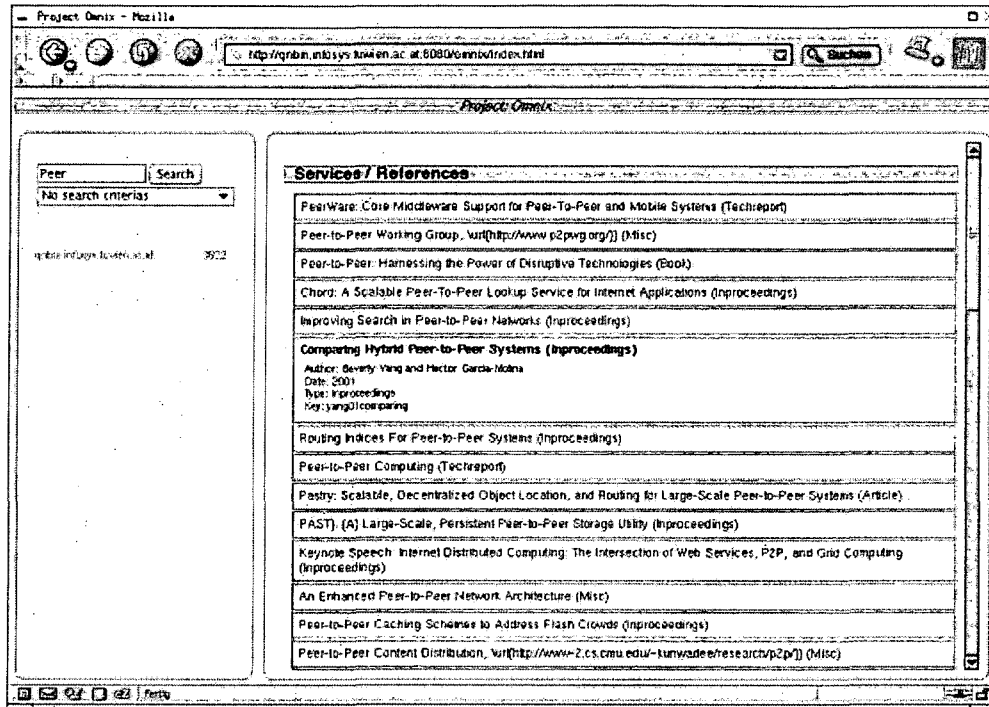 Project Omnix - Mozilla
http://qnbin.infosys.tuwien.ac.at:8080/omnix/index.html
Suchen
Project: Omnix
Peer
Search
No search criterias
Services / References
PeerWare: Core Middleware Support for Peer-To-Peer and Mobile Systems (Techreport)
Peer-to-Peer Working Group, \url{http://www.p2pwg.org/}} (Misc)
Peer-to-Peer: Harnessing the Power of Disruptive Technologies (Book)
Chord: A Scalable Peer-To-Peer Lookup Service for Internet Applications (Inproceedings)
Improving Search in Peer-to-Peer Networks (Inproceedings)
Comparing Hybrid Peer-to-Peer Systems (Inproceedings)
Author: Beverly Yang and Hector Garcia-Molina
Date: 2001
Type: Inproceedings
Key: yang01comparing
Routing Indices For Peer-to-Peer Systems (Inproceedings)
Peer-to-Peer Computing (Techreport)
Pastry: Scalable, Decentralized Object Location, and Routing for Large-Scale Peer-to-Peer Systems (Article)
PAST}: {A} Large-Scale, Persistent Peer-to-Peer Storage Utility (Inproceedings)
Keynote Speech: Internet Distributed Computing: The Intersection of Web Services, P2P, and Grid Computing
(Inproceedings)
An Enhanced Peer-to-Peer Network Architecture (Misc)
Peer-to-Peer Caching Schemes to Address Flash Crowds (Inproceedings)
Peer-to-Peer Content Distribution, \url{http://www-2.cs.cmu.edu/~kunwadee/research/p2p/}} (Misc)
Fertig